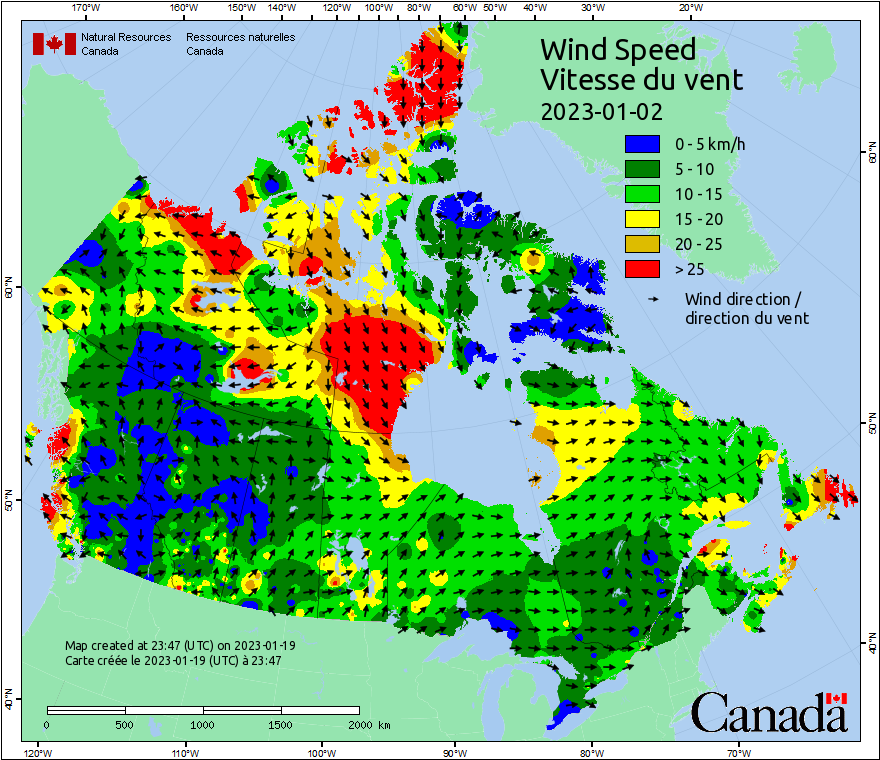 170°W 160°W 150°W 140°W 130°W 120°W 110°W 100°W 90°W 80°W 70°W 60°W 50°W 40°W 30°W 20°W
Natural Resources Canada
Ressources naturelles Canada
Wind Speed
Vitesse du vent
2023-01-02
0 - 5 km/h
5 - 10
10 - 15
15 - 20
20 - 25
> 25
Wind direction /
direction du vent
60°N
60°N
50°N
50°N
40°N
40°N
Map created at 23:47 (UTC) on 2023-01-19
Carte créée le 2023-01-19 (UTC) à 23:47
0 500 1000 1500 2000 km
Canada
120°W 110°W 100°W 90°W 80°W 70°W